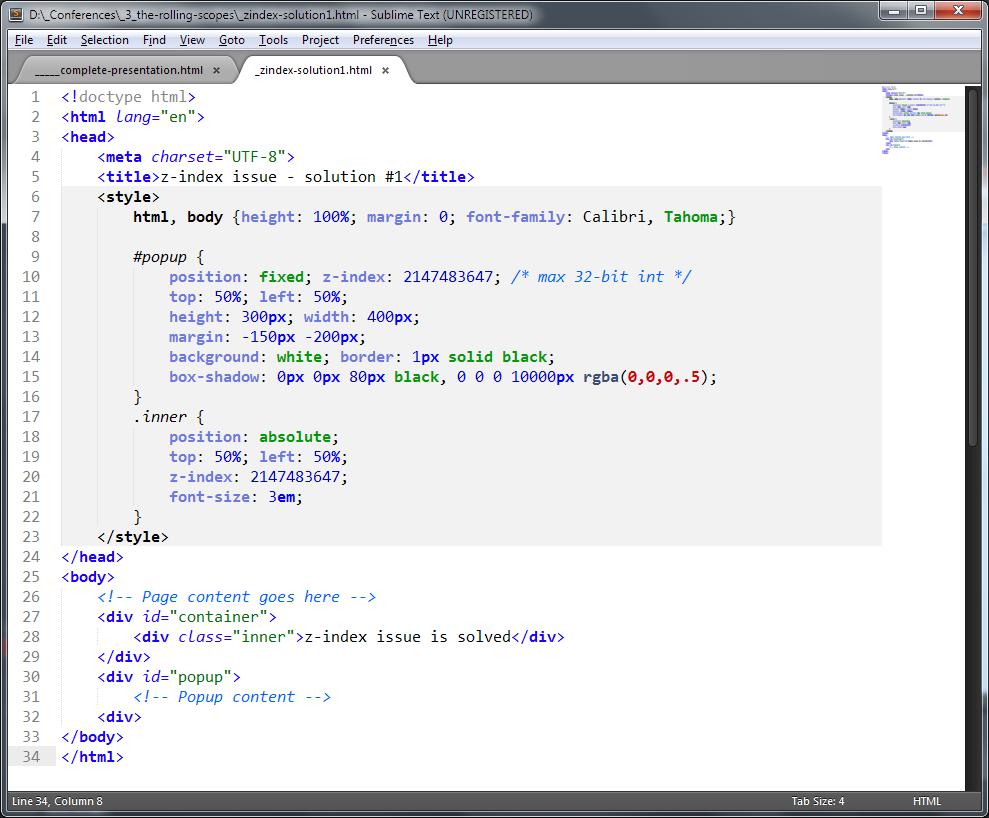 D:\_Conferences\_3_the-rolling-scopes\_zindex-solution1.html - Sublime Text (UNREGISTERED)
File Edit Selection Find View Goto Tools Project Preferences Help
_____complete-presentation.html × _zindex-solution1.html ×
1 <!doctype html>
2 <html lang="en">
3 <head>
4 <meta charset="UTF-8">
5 <title>z-index issue - solution #1</title>
6 <style>
7 html, body {height: 100%; margin: 0; font-family: Calibri, Tahoma;}
8
9 #popup {
10 position: fixed; z-index: 2147483647; /* max 32-bit int */
11 top: 50%; left: 50%;
12 height: 300px; width: 400px;
13 margin: -150px -200px;
14 background: white; border: 1px solid black;
15 box-shadow: 0px 0px 80px black, 0 0 0 10000px rgba(0,0,0,.5);
16 }
17 .inner {
18 position: absolute;
19 top: 50%; left: 50%;
20 z-index: 2147483647;
21 font-size: 3em;
22 }
23 </style>
24 </head>
25 <body>
26 <!-- Page content goes here -->
27 <div id="container">
28 <div class="inner">z-index issue is solved</div>
29 </div>
30 <div id="popup">
31 <!-- Popup content -->
32 <div>
33 </body>
34 </html>
Line 34, Column 8 Tab Size: 4 HTML